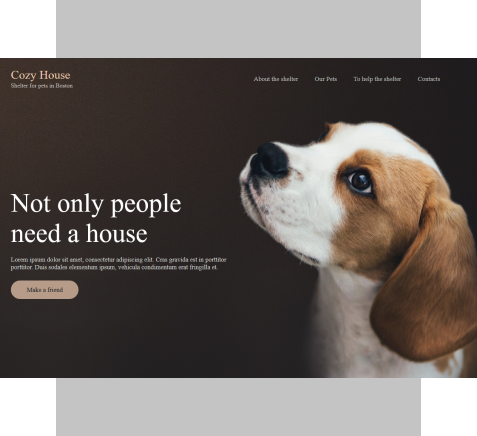 Cozy House
Shelter for pets in Boston
About the shelter
Our Pets
To help the shelter
Contacts
Not only people
need a house
Lorem ipsum dolor sit amet, consectetur adipiscing elit. Cras gravida est in porttitor
porttitor. Duis sodales elementum ipsum, vehicula condimentum erat fringilla et.
Make a friend